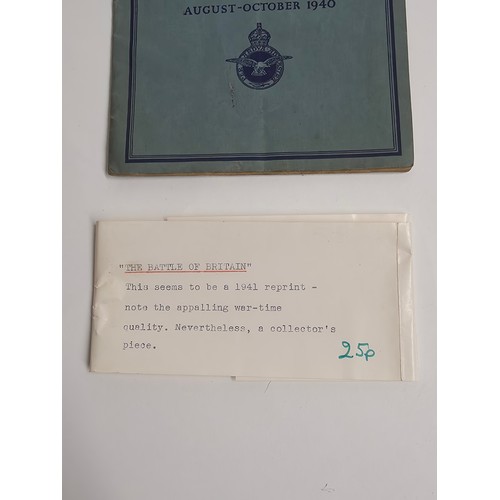 AUGUST-OCTOBER 1940
"THE BATTLE OF BRITAIN"
This seems to be a 1941 reprint -
note the appalling war-time
quality. Nevertheless, a collector's
piece.
25p